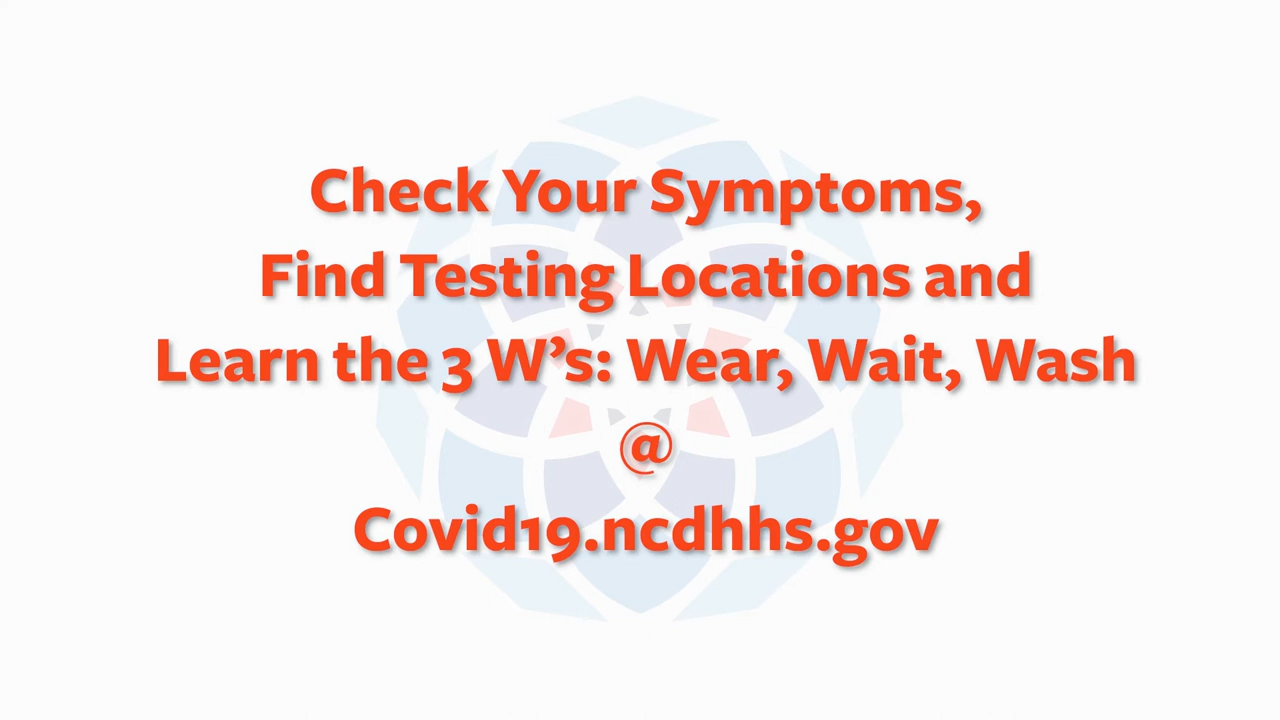 Check Your Symptoms,
Find Testing Locations and
Learn the 3 W’s: Wear, Wait, Wash
@
Covid19.ncdhhs.gov